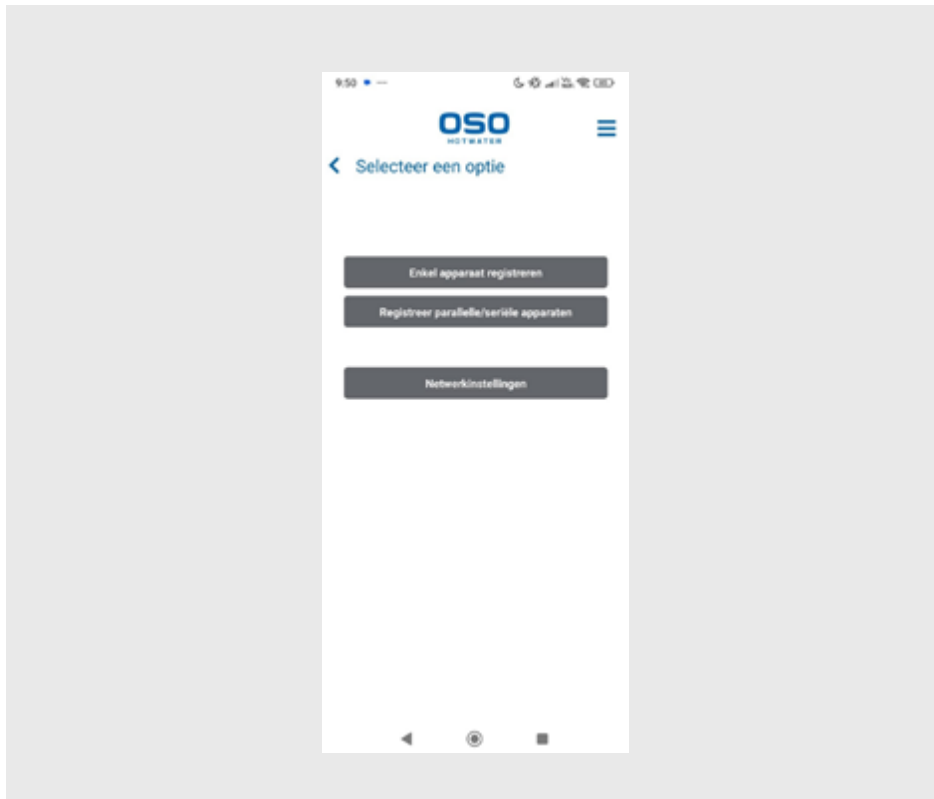 9:50
OSO
HOTWATER
Selecteer een optie
Enkel apparaat registreren
Registreer parallelle/seriële apparaten
Netwerkinstellingen